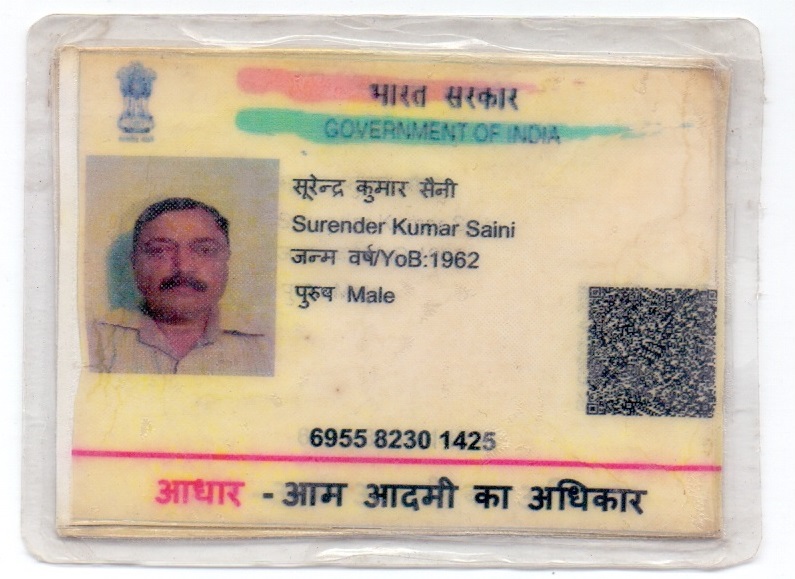 भारत सरकार
GOVERNMENT OF INDIA
सूरेन्द्र कुमार सैनी
Surender Kumar Saini
जन्म वर्ष/YoB:1962
पुरुष Male
6955 8230 1425
आधार - आम आदमी का अधिकार